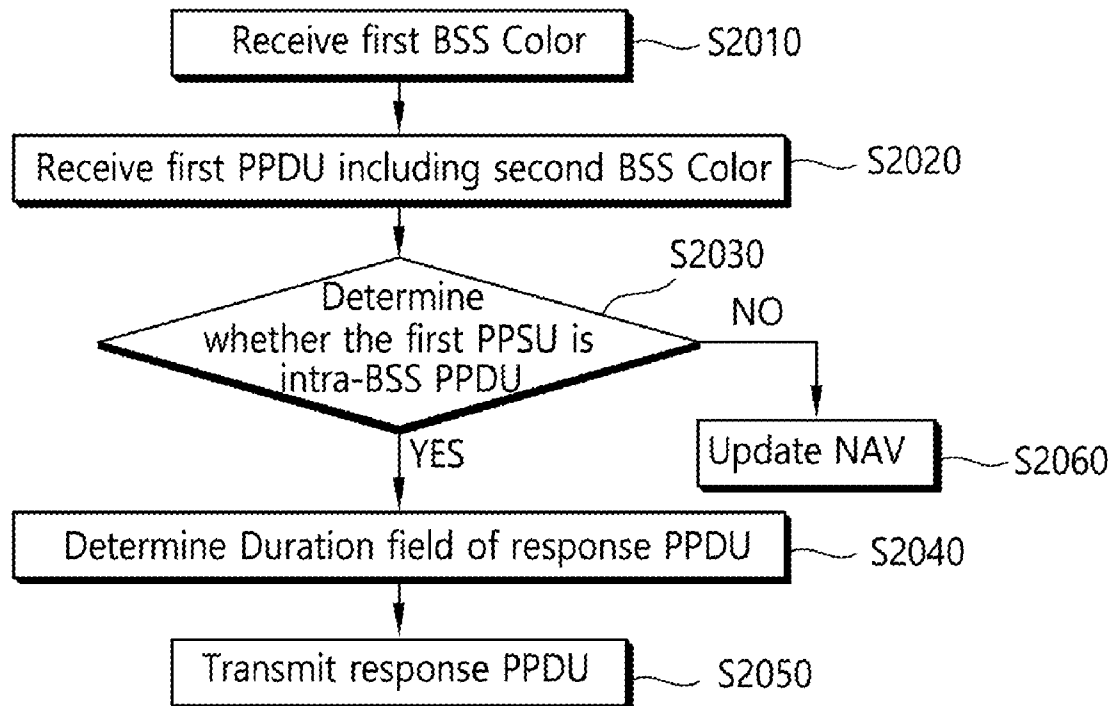 Receive first BSS Color
S2010
Receive first PPDU including second BSS Color
S2020
S2030
Determine
whether the first PPSU is
intra-BSS PPDU
NO
YES
Update NAV
S2060
Determine Duration field of response PPDU
S2040
Transmit response PPDU
S2050